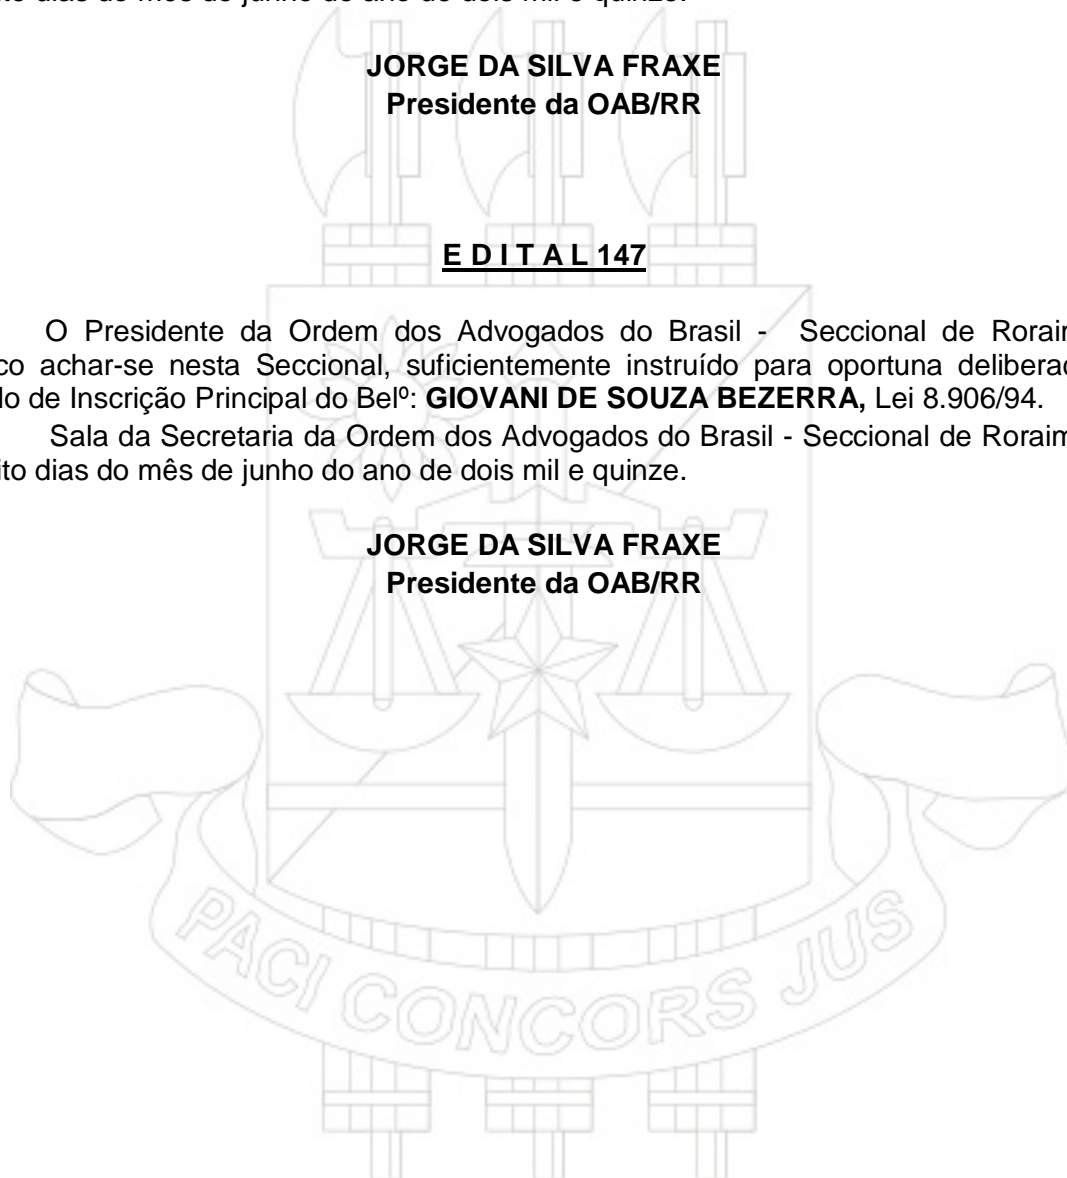 dias do mês de junho do ano de dois mil e quinze.
JORGE DA SILVA FRAXE
Presidente da OAB/RR
E D I T A L 147
O Presidente da Ordem dos Advogados do Brasil - Seccional de Rorair
co achar-se nesta Seccional, suficientemente instruído para oportuna deliberaç
do de Inscrição Principal do Belº: GIOVANI DE SOUZA BEZERRA, Lei 8.906/94.
Sala da Secretaria da Ordem dos Advogados do Brasil - Seccional de Roraim
ito dias do mês de junho do ano de dois mil e quinze.
JORGE DA SILVA FRAXE
Presidente da OAB/RR
PACI CONCORS JUS